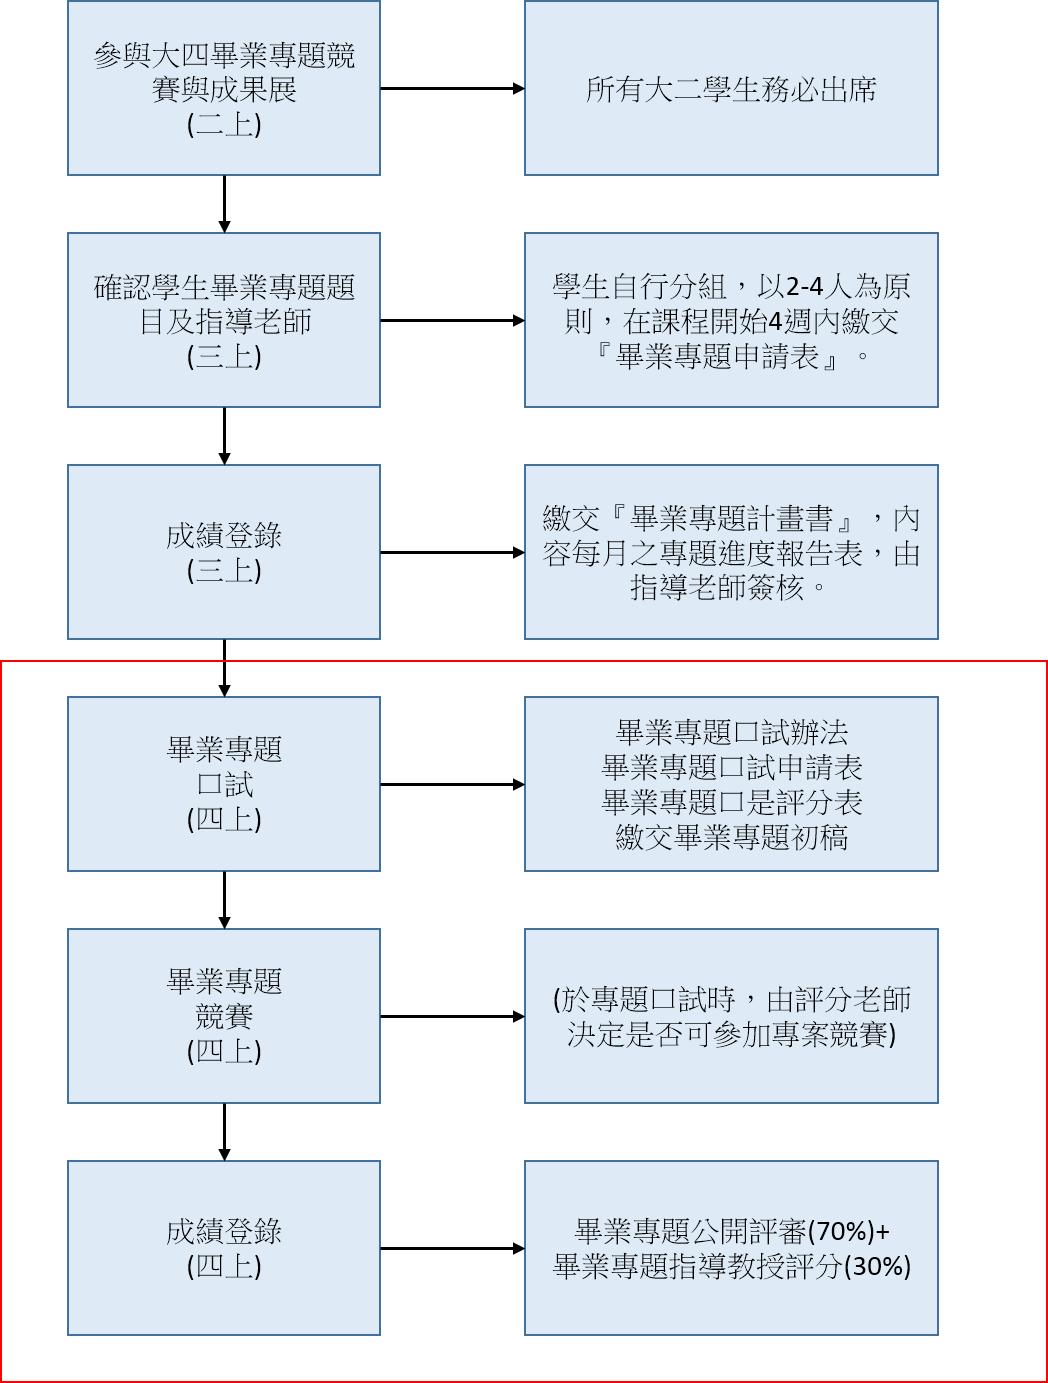 參與大四畢業專題競
賽與成果展
(二上)
所有大二學生務必出席
確認學生畢業專題題
目及指導老師
(三上)
學生自行分組，以2-4人為原
則，在課程開始4週內繳交
『畢業專題申請表』。
成績登錄
(三上)
繳交『畢業專題計畫書』，內
容每月之專題進度報告表，由
指導老師簽核。
畢業專題
口試
(四上)
畢業專題口試辦法
畢業專題口試申請表
畢業專題口是評分表
繳交畢業專題初稿
畢業專題
競賽
(四上)
(於專題口試時，由評分老師
決定是否可參加專案競賽)
成績登錄
(四上)
畢業專題公開評審(70%)+
畢業專題指導教授評分(30%)